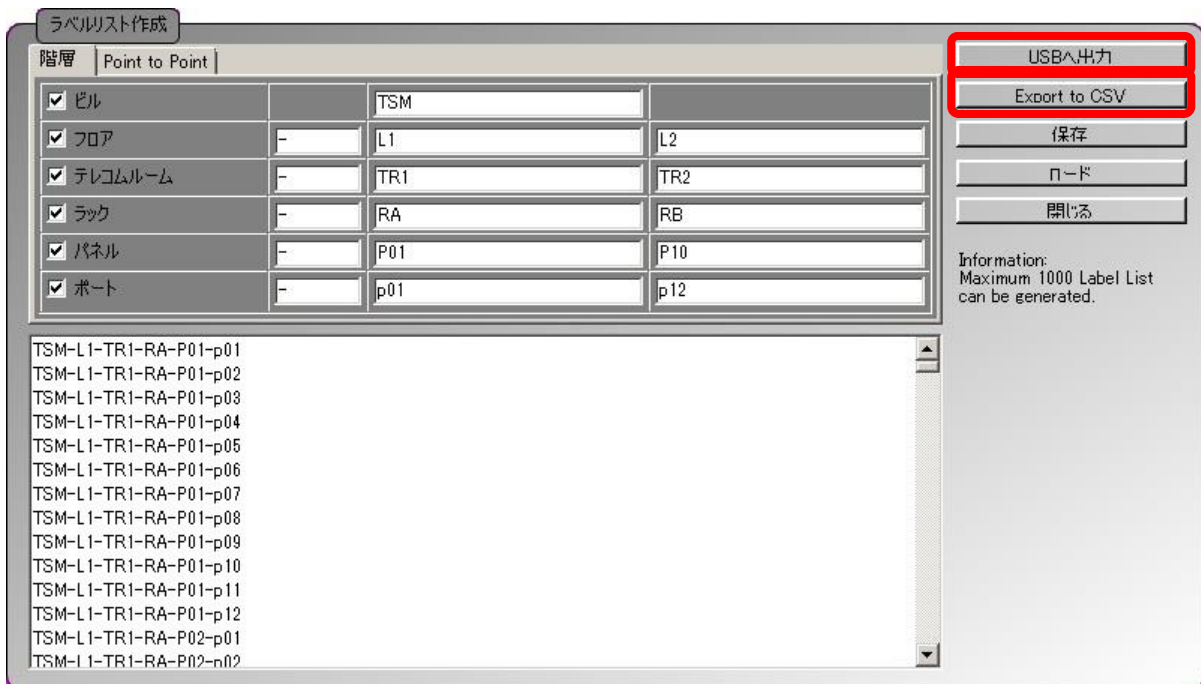 ラベルリスト作成
階層 Point to Point
USBへ出力
Export to CSV
保存
ロード
閉じる
Information:
Maximum 1000 Label List
can be generated.
ビル TSM
フロア - L1 L2
テレコムルーム - TR1 TR2
ラック - RA RB
パネル - P01 P10
ポート - p01 p12
TSM-L1-TR1-RA-P01-p01
TSM-L1-TR1-RA-P01-p02
TSM-L1-TR1-RA-P01-p03
TSM-L1-TR1-RA-P01-p04
TSM-L1-TR1-RA-P01-p05
TSM-L1-TR1-RA-P01-p06
TSM-L1-TR1-RA-P01-p07
TSM-L1-TR1-RA-P01-p08
TSM-L1-TR1-RA-P01-p09
TSM-L1-TR1-RA-P01-p10
TSM-L1-TR1-RA-P01-p11
TSM-L1-TR1-RA-P01-p12
TSM-L1-TR1-RA-P02-p01
TSM-L1-TR1-RA-P02-p02